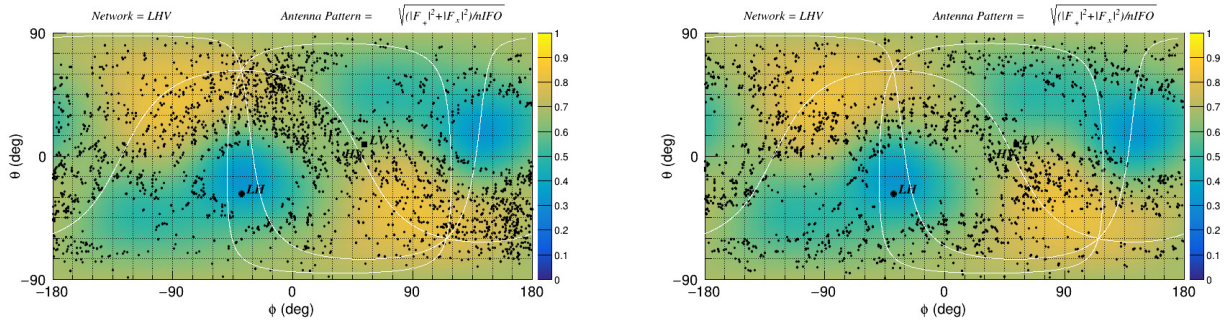 Network = LHV Antenna Pattern = √(|F₊|²+|Fₓ|²)/nIFO
90
0
−90
θ (deg)
−180 −90 0 90 180
φ (deg)
LH
1
0.9
0.8
0.7
0.6
0.5
0.4
0.3
0.2
0.1
0
Network = LHV Antenna Pattern = √(|F₊|²+|Fₓ|²)/nIFO
90
0
−90
θ (deg)
−180 −90 0 90 180
φ (deg)
LH
1
0.9
0.8
0.7
0.6
0.5
0.4
0.3
0.2
0.1
0